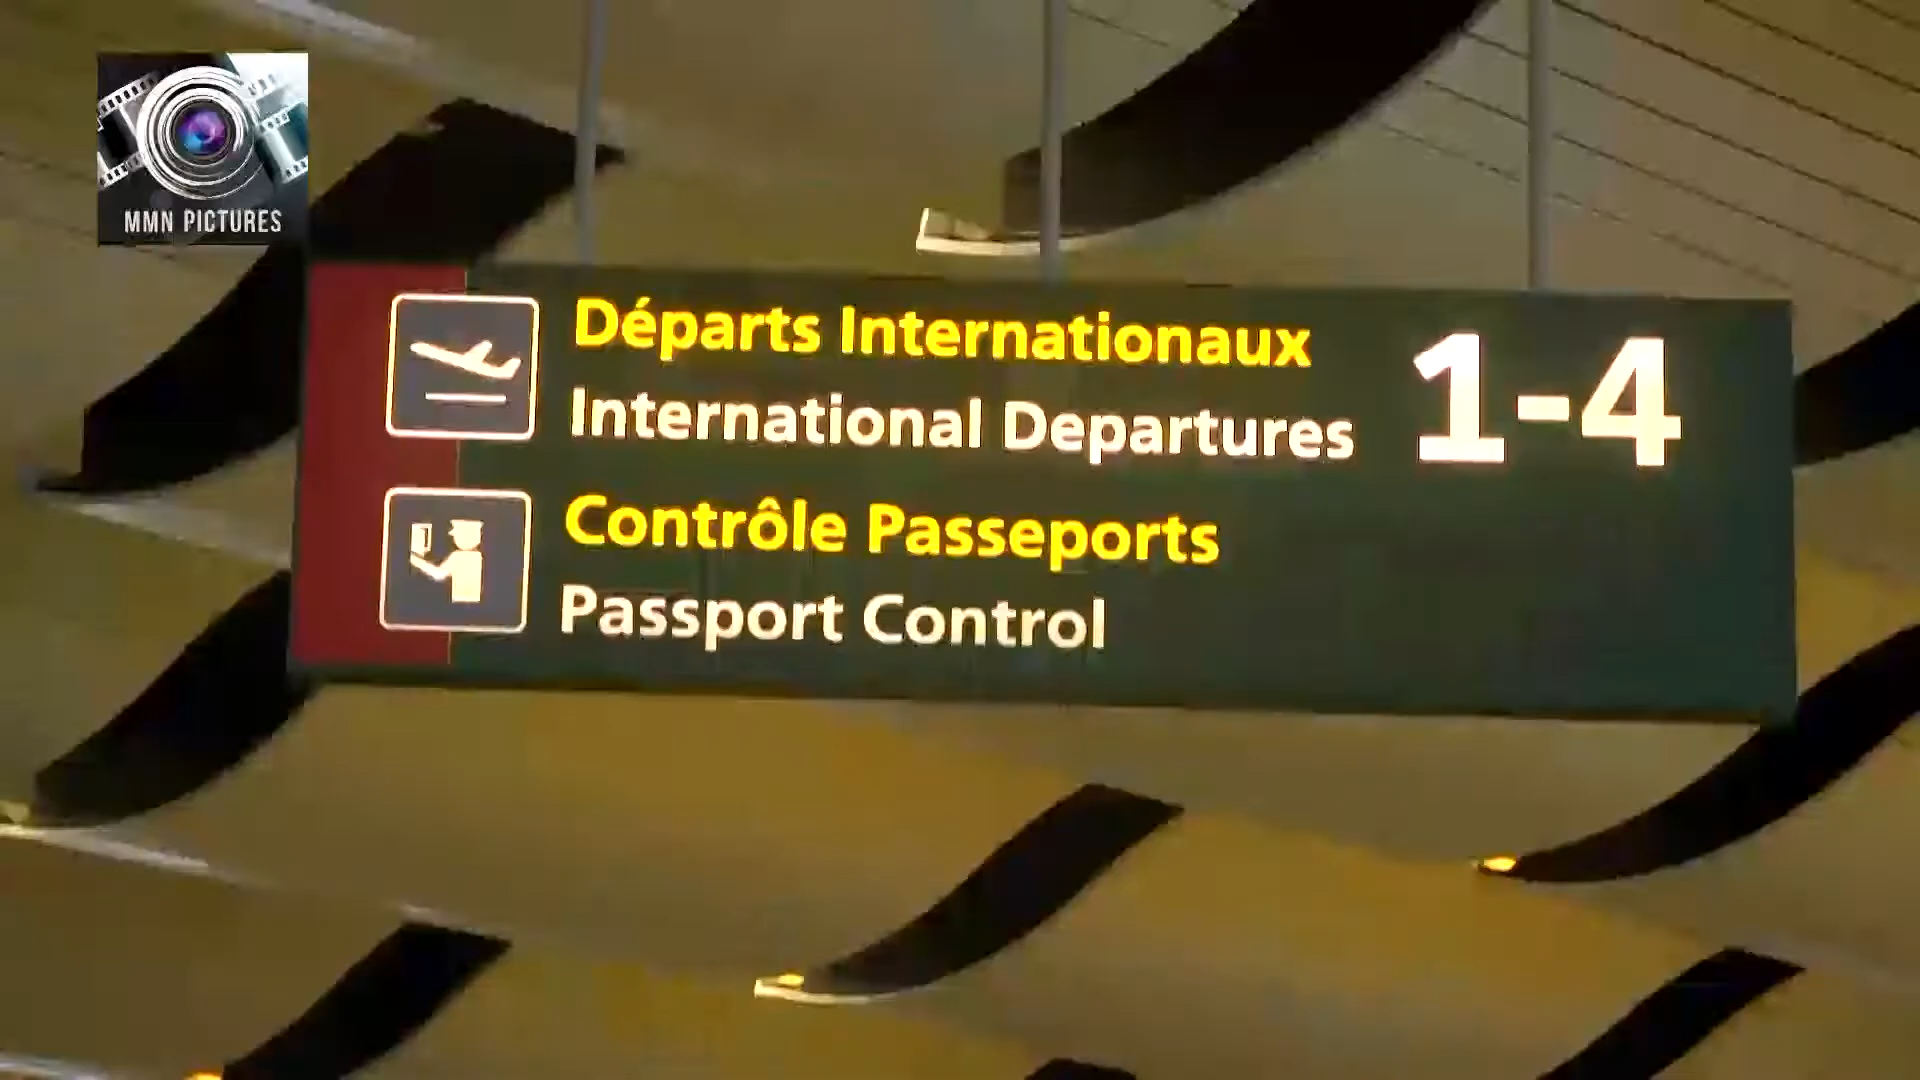 MMN PICTURES
Départs Internationaux
International Departures
1-4
Contrôle Passeports
Passport Control